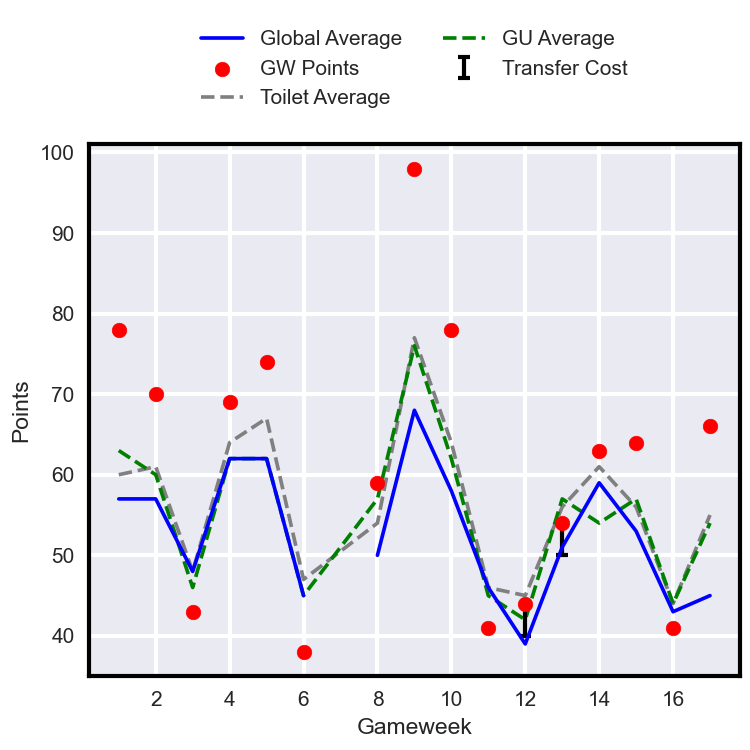 Global Average
GW Points
Toilet Average
GU Average
Transfer Cost
100
90
80
70
60
50
40
Points
2 4 6 8 10 12 14 16
Gameweek